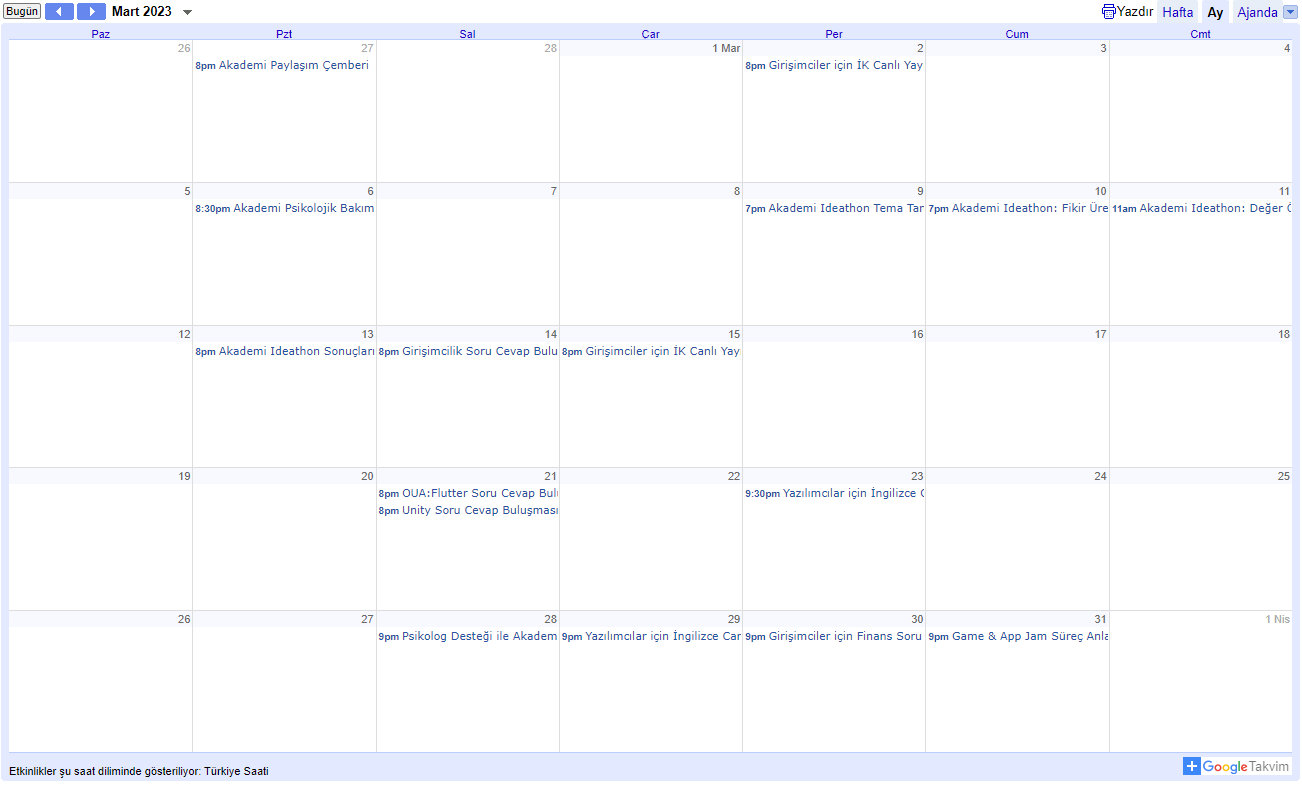 Bugün Mart 2023 Yazdır Hafta Ay Ajanda
Paz Pzt Sal Çar Per Cum Cmt
26 27 28 1 Mar 2 3 4
8pm Akademi Paylaşım Çemberi 8pm Girişimciler için İK Canlı Yay
5 6 7 8 9 10 11
8:30pm Akademi Psikolojik Bakım 7pm Akademi Ideathon Tema Tar 7pm Akademi Ideathon: Fikir Üre 11am Akademi Ideathon: Değer Ö
12 13 14 15 16 17 18
8pm Akademi Ideathon Sonuçları 8pm Girişimcilik Soru Cevap Bulu 8pm Girişimciler için İK Canlı Yay
19 20 21 22 23 24 25
8pm OUA:Flutter Soru Cevap Bulu 9:30pm Yazılımcılar için İngilizce C
8pm Unity Soru Cevap Buluşması
26 27 28 29 30 31 1 Nis
9pm Psikolog Desteği ile Akadem 9pm Yazılımcılar için İngilizce Can 9pm Girişimciler için Finans Soru 9pm Game & App Jam Süreç Anla
Etkinlikler şu saat diliminde gösteriliyor: Türkiye Saati
Google Takvim